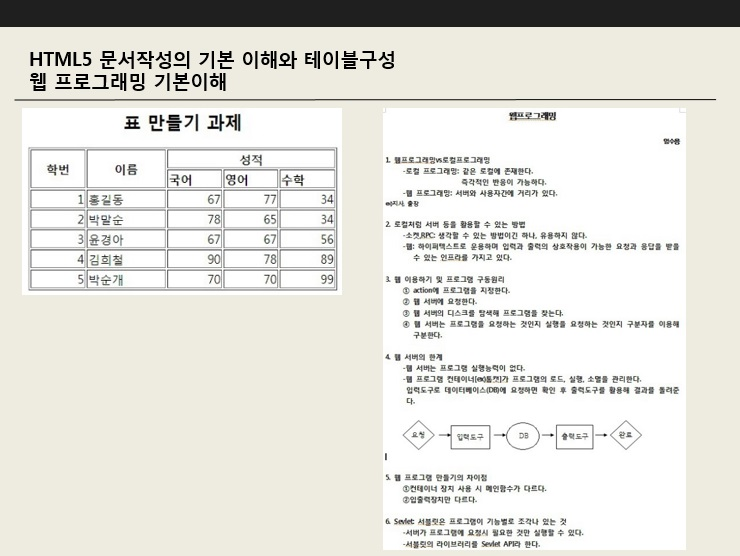 HTML5 문서작성의 기본 이해와 테이블구성
웹 프로그래밍 기본이해
표 만들기 과제
학번 이름 성적
국어 영어 수학
1 홍길동 67 77 34
2 박말순 78 65 34
3 윤경아 67 67 56
4 김희철 90 78 89
5 박순개 70 70 99
웹프로그래밍
1. 웹프로그래밍vs로컬프로그래밍
-로컬 프로그래밍: 같은 로컬에 존재한다.
즉각적인 반응이 가능하다.
-웹 프로그래밍: 서버와 사용자간에 거리가 있다.
ex)지사, 출장
2. 로컬처럼 서버 등을 활용할 수 있는 방법
-소켓,RPC: 생각할 수 있는 방법이긴 하나, 유용하지 않다.
-웹: 하이퍼텍스트로 운용하며 입력과 출력의 상호작용이 가능한 요청과 응답을 받을
수 있는 인프라를 가지고 있다.
3. 웹 이용하기 및 프로그램 구동원리
① action에 프로그램을 지정한다.
② 웹 서버에 요청한다.
③ 웹 서버의 디스크를 탐색해 프로그램을 찾는다.
④ 웹 서버는 프로그램을 요청하는 것인지 실행을 요청하는 것인지 구분자를 이용해
구분한다.
4. 웹 서버의 한계
-웹 서버는 프로그램 실행능력이 없다.
-웹 프로그램 컨테이너[ex)톰캣]가 프로그램의 로드, 실행, 소멸을 관리한다.
입력도구로 데이터베이스(DB)에 요청하면 확인 후 출력도구를 활용해 결과를 돌려준
다.
요청 입력도구 DB 출력도구 완료
5. 웹 프로그램 만들기의 차이점
①컨테이너 장치 사용 시 메인함수가 다르다.
②입출력장치만 다르다.
6. Sevlet: 서블릿은 프로그램이 기능별로 조각나 있는 것
-서버가 프로그램에 요청시 필요한 것만 실행할 수 있다.
-서블릿의 라이브러리를 Sevlet API라 한다.